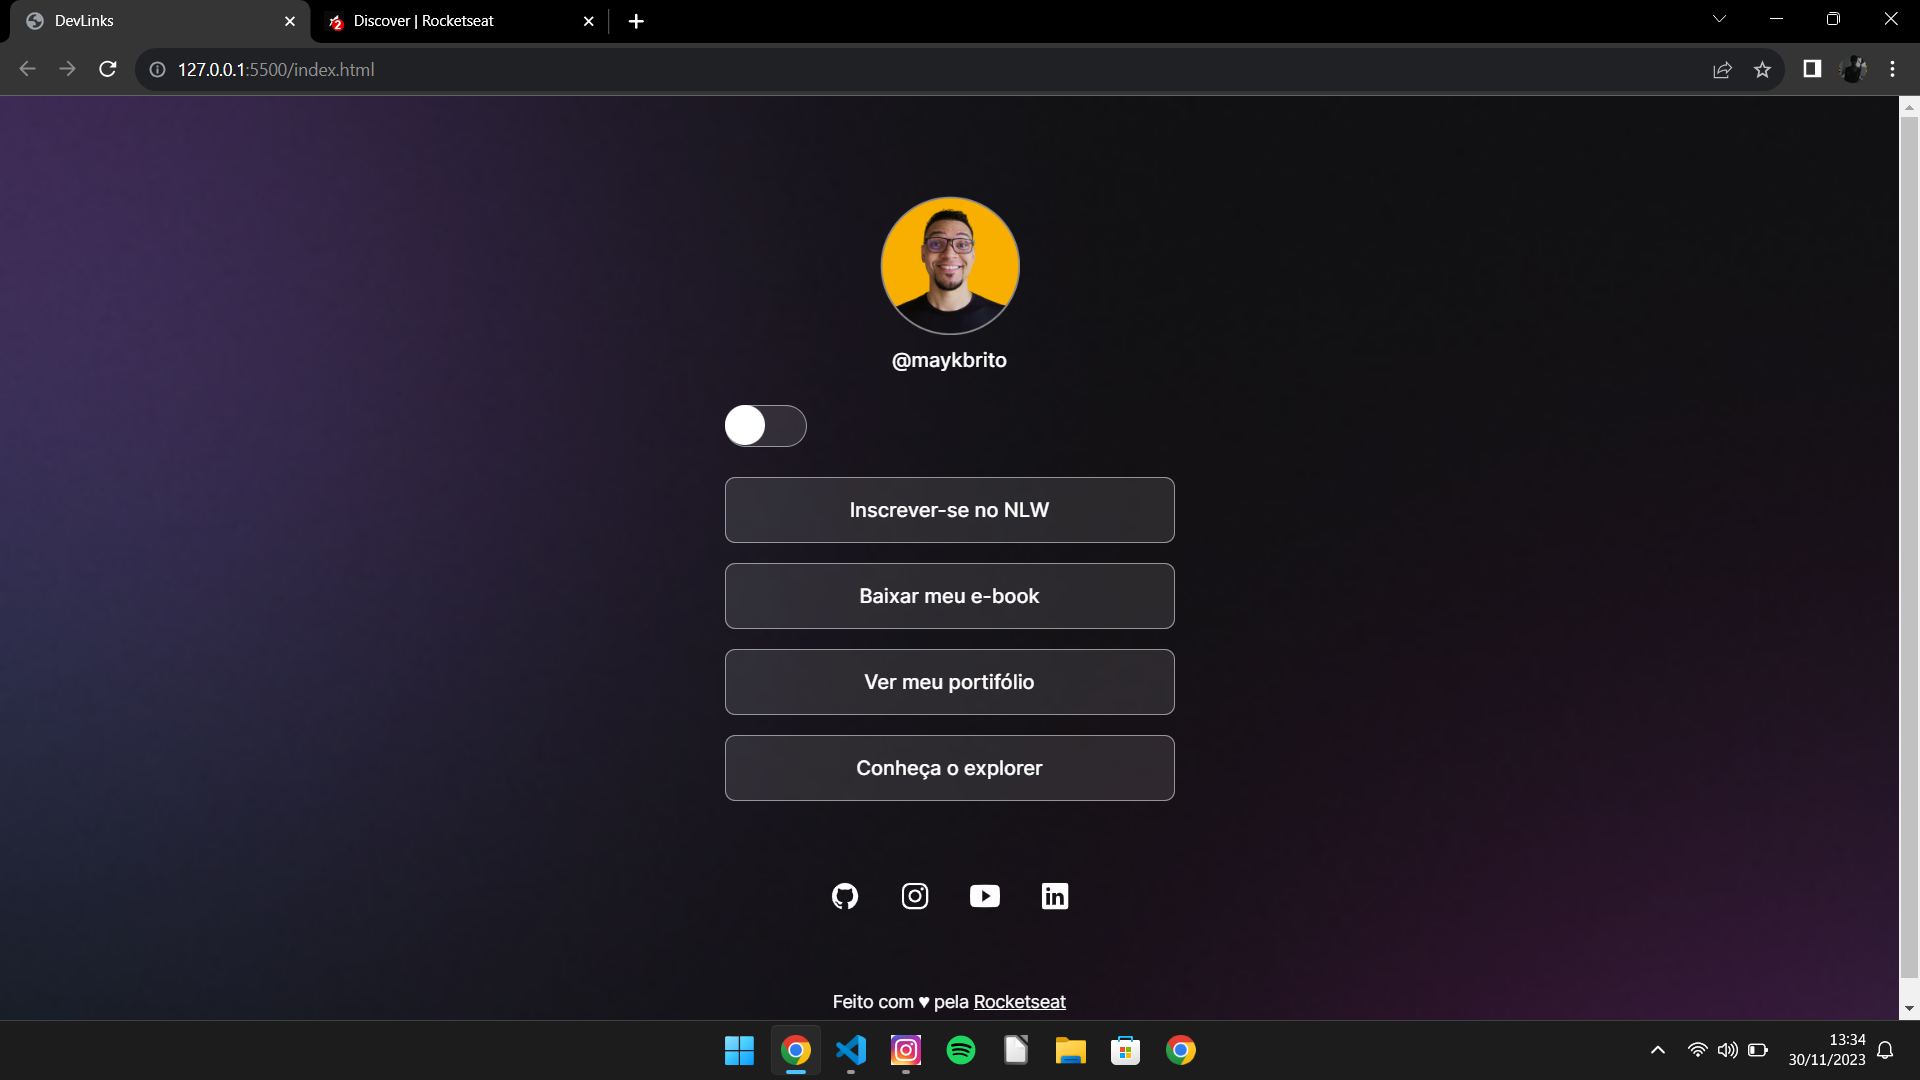 DevLinks
Discover | Rocketseat
127.0.0.1:5500/index.html
@maykbrito
Inscrever-se no NLW
Baixar meu e-book
Ver meu portifólio
Conheça o explorer
in
Feito com ♥ pela Rocketseat
13:34
30/11/2023